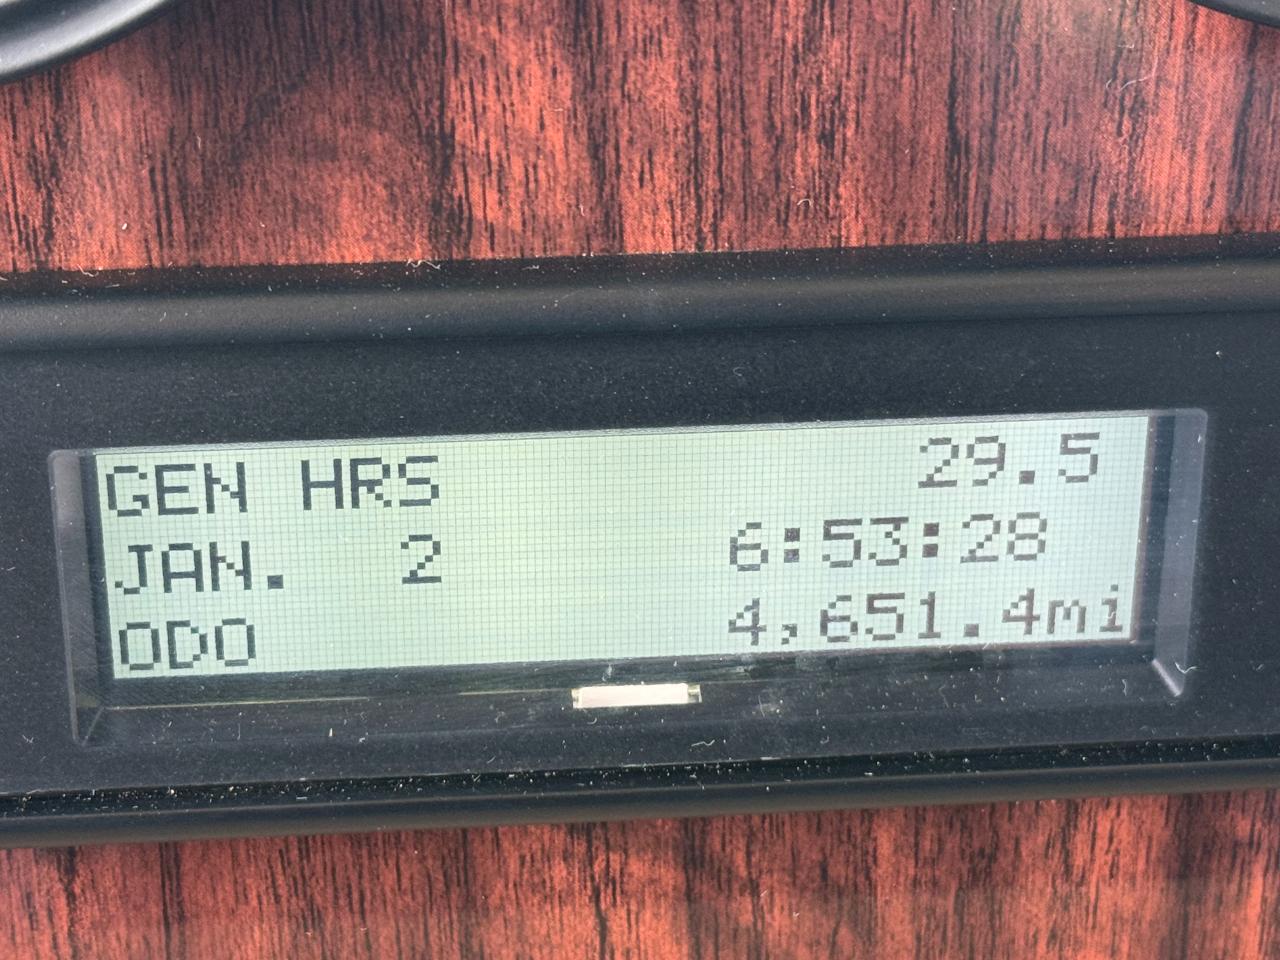 GEN HRS 29.5
JAN. 2 6:53:28
ODO 4,651.4mi